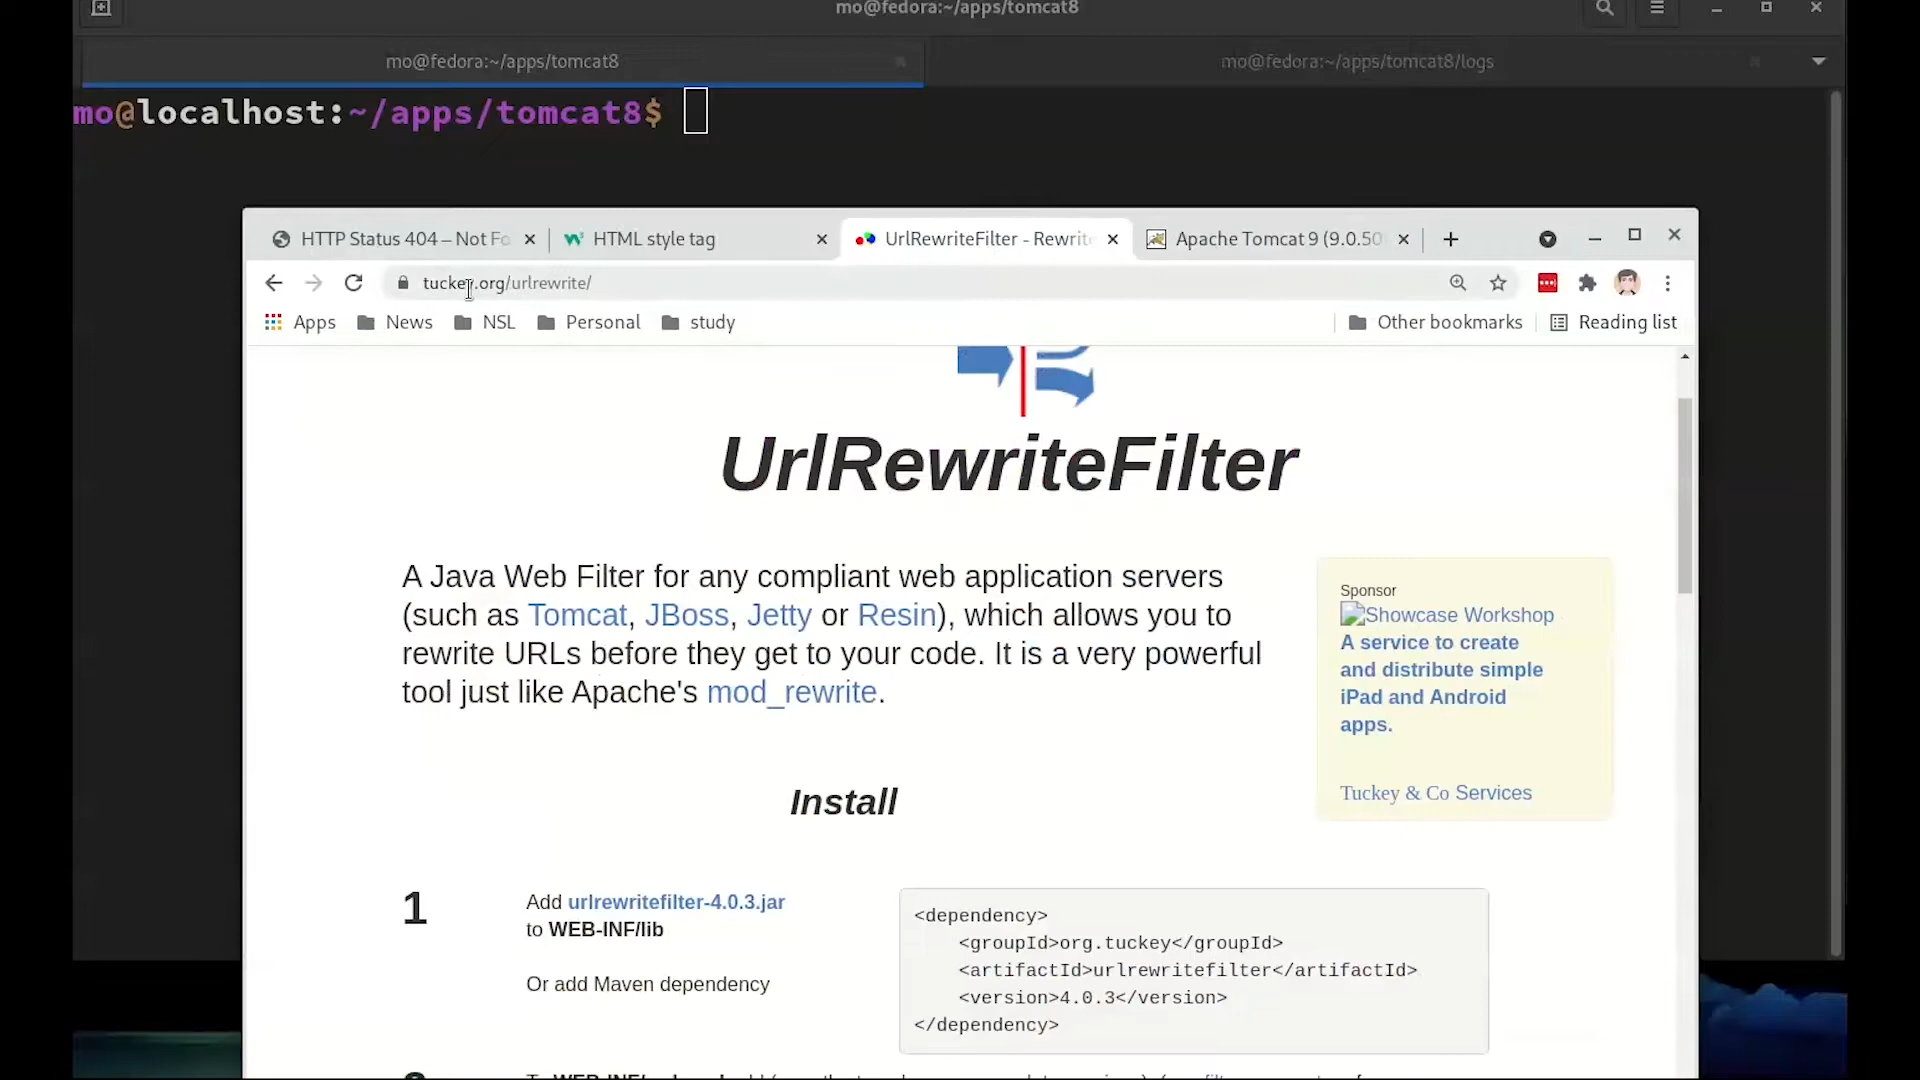 mo@fedora:~/apps/tomcat8
mo@fedora:~/apps/tomcat8
mo@fedora:~/apps/tomcat8/logs
mo@localhost:~/apps/tomcat8$
HTTP Status 404 – Not Fo
HTML style tag
UrlRewriteFilter - Rewrite
Apache Tomcat 9 (9.0.50
tuckey.org/urlrewrite/
Apps
News
NSL
Personal
study
Other bookmarks
Reading list
UrlRewriteFilter
A Java Web Filter for any compliant web application servers
(such as Tomcat, JBoss, Jetty or Resin), which allows you to
rewrite URLs before they get to your code. It is a very powerful
tool just like Apache's mod_rewrite.
Sponsor
Showcase Workshop
A service to create
and distribute simple
iPad and Android
apps.
Tuckey & Co Services
Install
1
Add urlrewritefilter-4.0.3.jar
to WEB-INF/lib
Or add Maven dependency
<dependency>
<groupId>org.tuckey</groupId>
<artifactId>urlrewritefilter</artifactId>
<version>4.0.3</version>
</dependency>